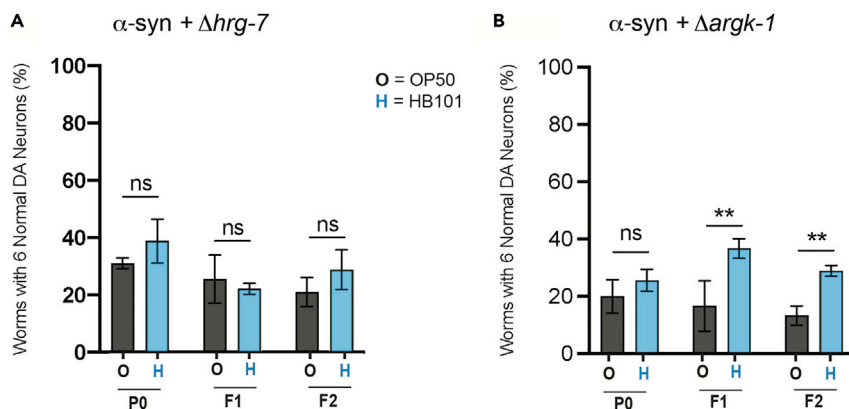 A
α-syn + Δhrg-7
Worms with 6 Normal DA Neurons (%)
100
80
60
40
20
0
ns
ns
ns
O H O H O H
P0 F1 F2
O = OP50
H = HB101
B
α-syn + Δargk-1
Worms with 6 Normal DA Neurons (%)
100
80
60
40
20
0
ns
**
**
O H O H O H
P0 F1 F2